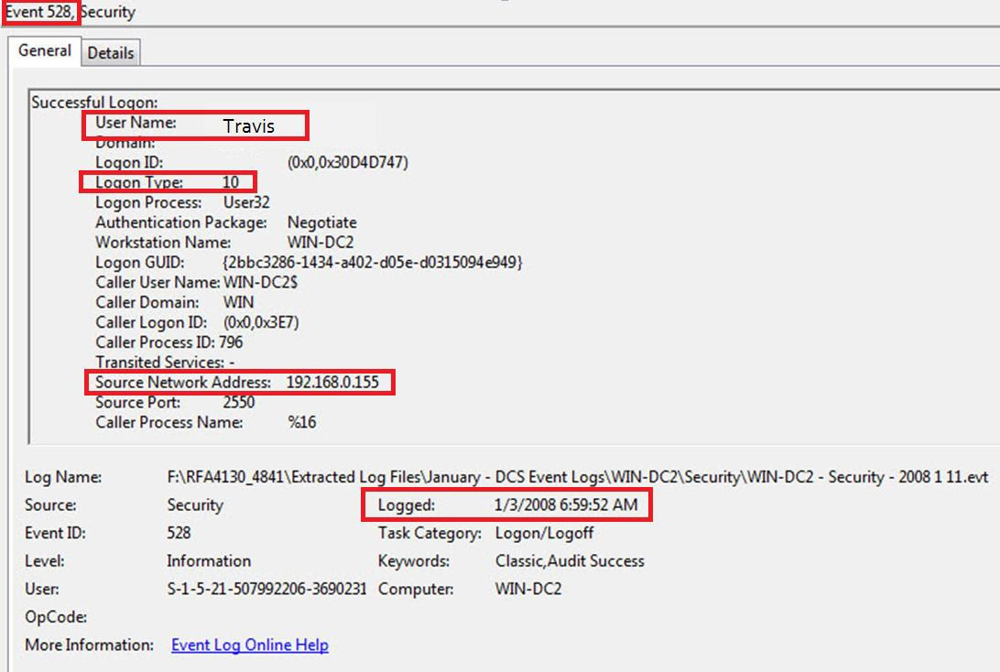 Event 528, Security
General Details
Successful Logon:
User Name: Travis
Domain:
Logon ID: (0x0,0x30D4D747)
Logon Type: 10
Logon Process: User32
Authentication Package: Negotiate
Workstation Name: WIN-DC2
Logon GUID: {2bbc3286-1434-a402-d05e-d0315094e949}
Caller User Name: WIN-DC2$
Caller Domain: WIN
Caller Logon ID: (0x0,0x3E7)
Caller Process ID: 796
Transited Services: -
Source Network Address: 192.168.0.155
Source Port: 2550
Caller Process Name: %16
Log Name: F:\RFA4130_4841\Extracted Log Files\January - DCS Event Logs\WIN-DC2\Security\WIN-DC2 - Security - 2008 1 11.evt
Source: Security Logged: 1/3/2008 6:59:52 AM
Event ID: 528 Task Category: Logon/Logoff
Level: Information Keywords: Classic,Audit Success
User: S-1-5-21-507992206-3690231 Computer: WIN-DC2
OpCode:
More Information: Event Log Online Help